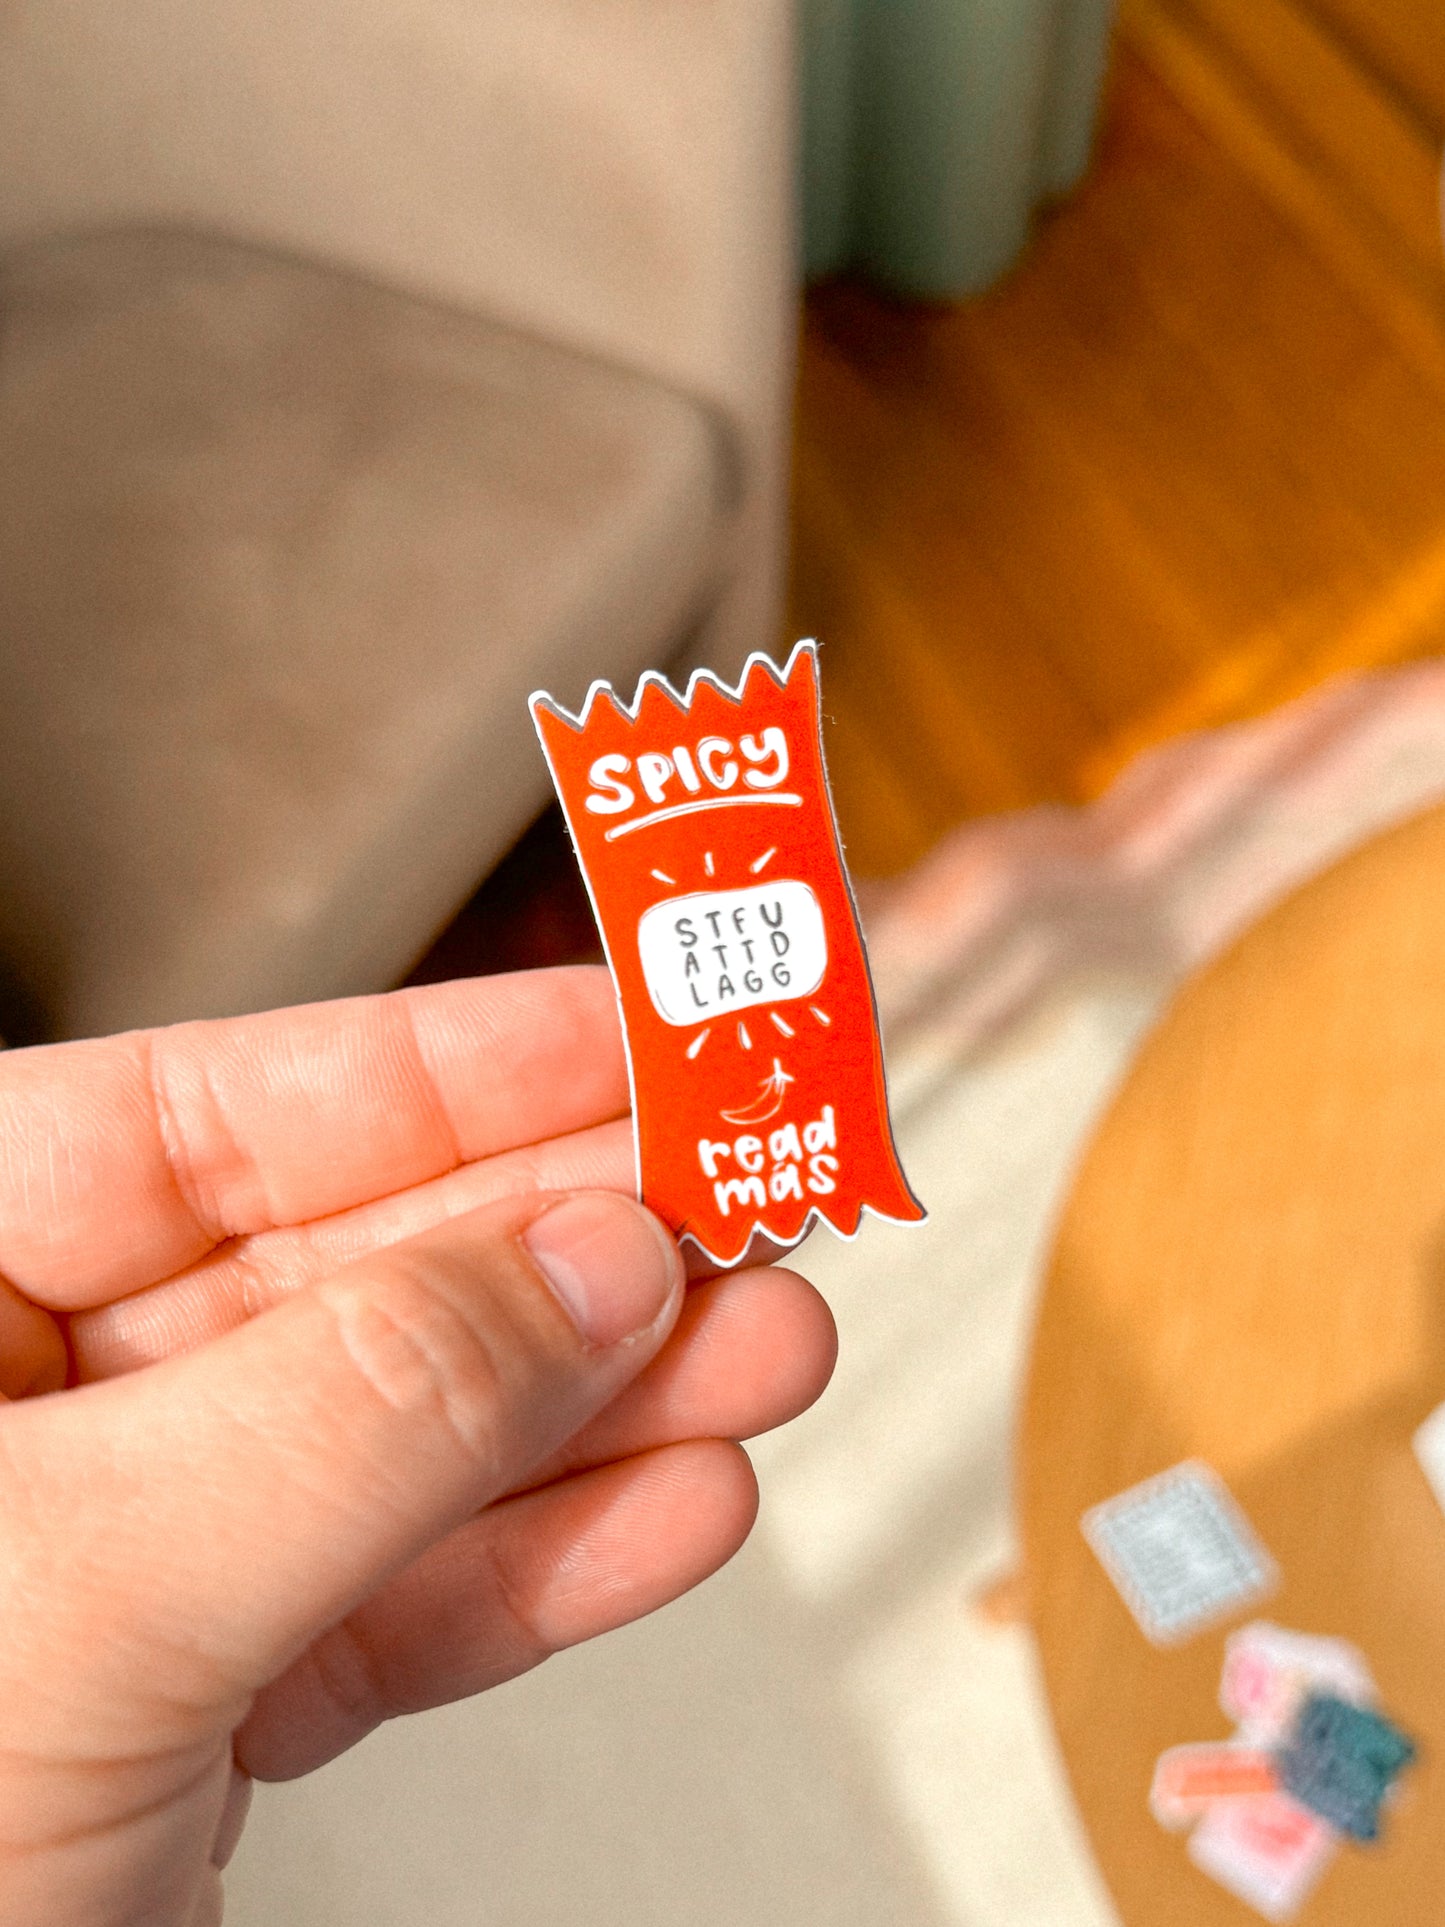 SPICY
STFU
ATTD
LAGG
read
más